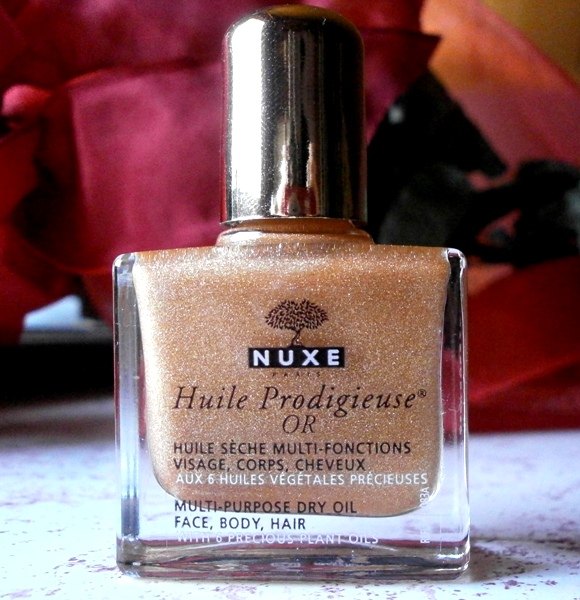 NUXE
PARIS
Huile Prodigieuse®
OR
HUILE SÈCHE MULTI-FONCTIONS
VISAGE, CORPS, CHEVEUX
AUX 6 HUILES VÉGÉTALES PRÉCIEUSES
MULTI-PURPOSE DRY OIL
FACE, BODY, HAIR
WITH 6 PRECIOUS PLANT OILS